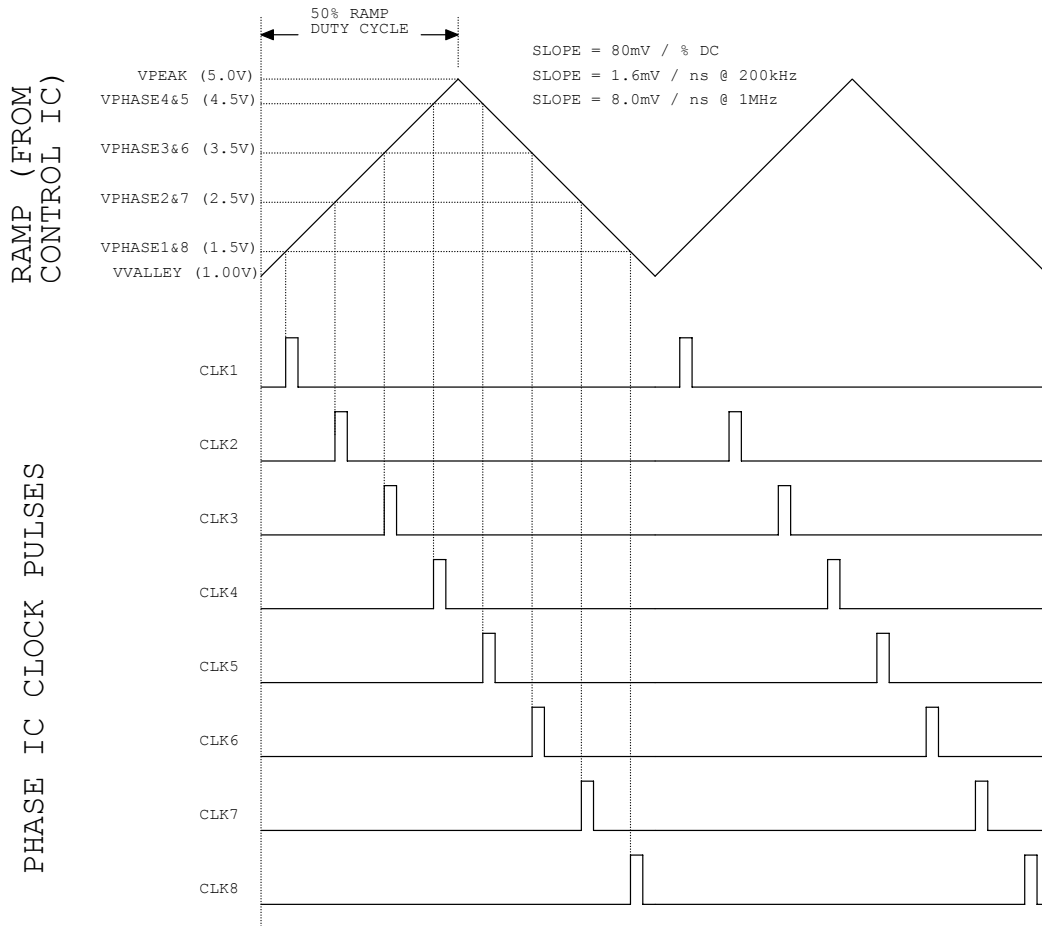 50% RAMP
DUTY CYCLE
SLOPE = 80mV / % DC
SLOPE = 1.6mV / ns @ 200kHz
SLOPE = 8.0mV / ns @ 1MHz
RAMP (FROM
CONTROL IC)
VPEAK (5.0V)
VPHASE4&5 (4.5V)
VPHASE3&6 (3.5V)
VPHASE2&7 (2.5V)
VPHASE1&8 (1.5V)
VVALLEY (1.00V)
PHASE IC CLOCK PULSES
CLK1
CLK2
CLK3
CLK4
CLK5
CLK6
CLK7
CLK8